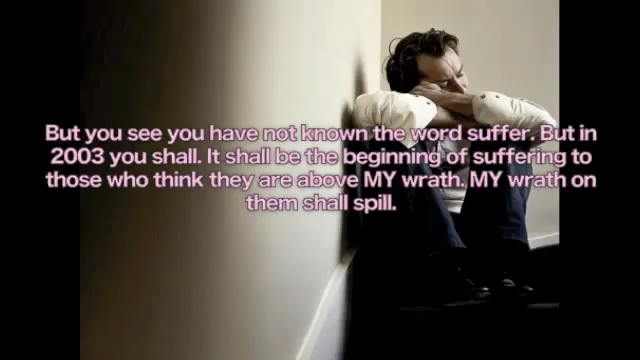 But you see you have not known the word suffer. But in
2003 you shall. It shall be the beginning of suffering to
those who think they are above MY wrath. MY wrath on
them shall spill.